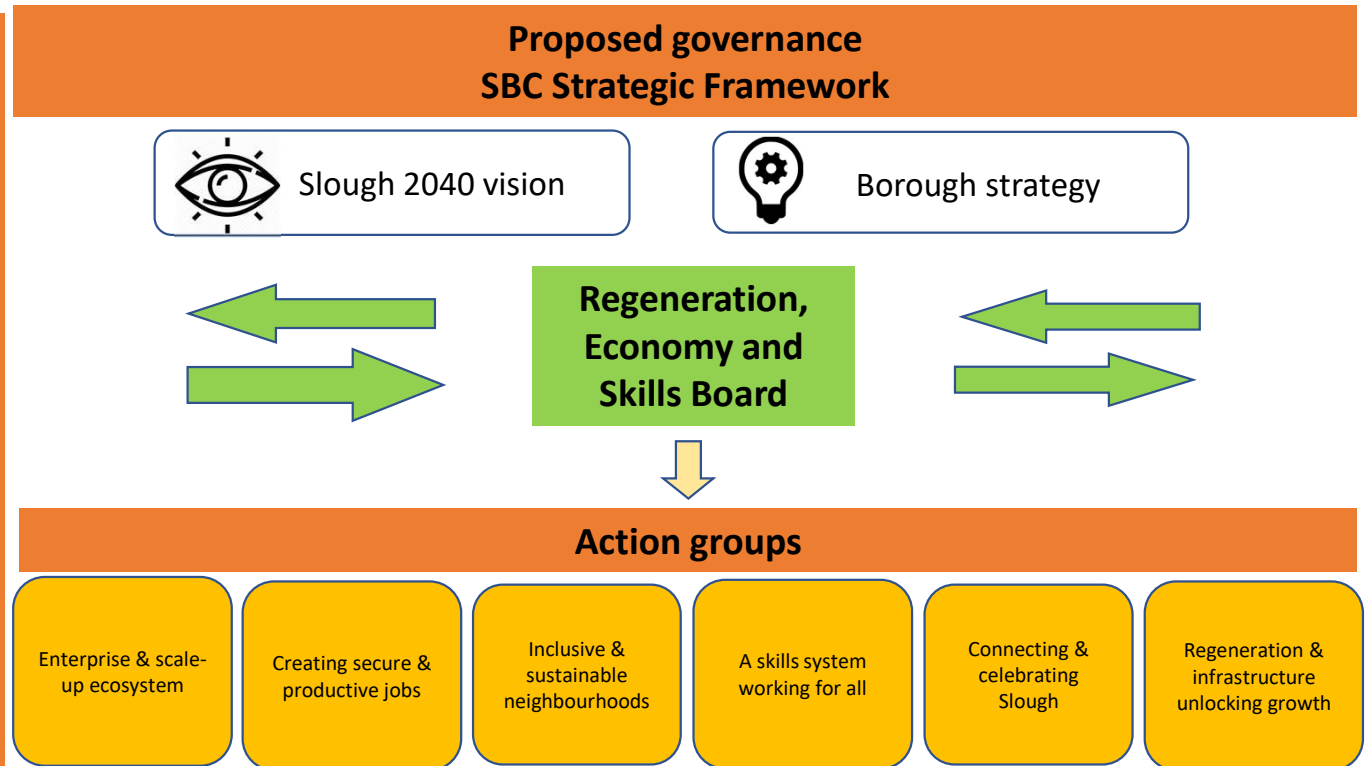 Proposed governance
SBC Strategic Framework
Slough 2040 vision
Borough strategy
Regeneration,
Economy and
Skills Board
Action groups
Enterprise & scale-
up ecosystem
Creating secure &
productive jobs
Inclusive &
sustainable
neighbourhoods
A skills system
working for all
Connecting &
celebrating
Slough
Regeneration &
infrastructure
unlocking growth